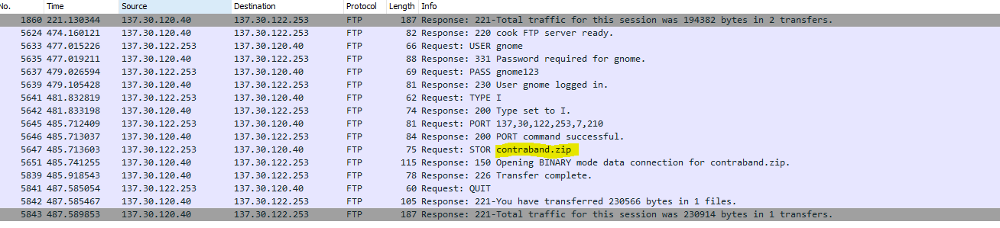 No. Time Source Destination Protocol Length Info
1860 221.130344 137.30.120.40 137.30.122.253 FTP 187 Response: 221-Total traffic for this session was 194382 bytes in 2 transfers.
5624 474.160121 137.30.120.40 137.30.122.253 FTP 82 Response: 220 cook FTP server ready.
5633 477.015226 137.30.122.253 137.30.120.40 FTP 66 Request: USER gnome
5635 477.019211 137.30.120.40 137.30.122.253 FTP 88 Response: 331 Password required for gnome.
5637 479.026594 137.30.122.253 137.30.120.40 FTP 69 Request: PASS gnome123
5639 479.105428 137.30.120.40 137.30.122.253 FTP 81 Response: 230 User gnome logged in.
5641 481.832819 137.30.122.253 137.30.120.40 FTP 62 Request: TYPE I
5642 481.833198 137.30.120.40 137.30.122.253 FTP 74 Response: 200 Type set to I.
5645 485.712409 137.30.122.253 137.30.120.40 FTP 81 Request: PORT 137,30,122,253,7,210
5646 485.713037 137.30.120.40 137.30.122.253 FTP 84 Response: 200 PORT command successful.
5647 485.713603 137.30.122.253 137.30.120.40 FTP 75 Request: STOR contraband.zip
5651 485.741255 137.30.120.40 137.30.122.253 FTP 115 Response: 150 Opening BINARY mode data connection for contraband.zip.
5839 485.918543 137.30.120.40 137.30.122.253 FTP 78 Response: 226 Transfer complete.
5841 487.585054 137.30.122.253 137.30.120.40 FTP 60 Request: QUIT
5842 487.585467 137.30.120.40 137.30.122.253 FTP 105 Response: 221-You have transferred 230566 bytes in 1 files.
5843 487.589853 137.30.120.40 137.30.122.253 FTP 187 Response: 221-Total traffic for this session was 230914 bytes in 1 transfers.